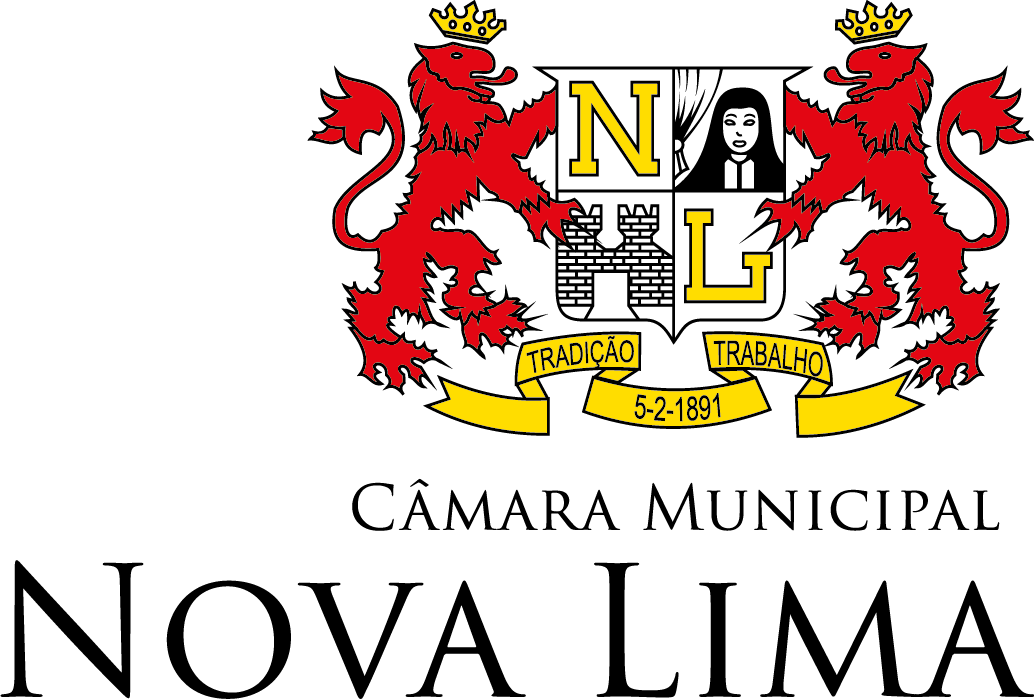 N
L
TRADIÇÃO TRABALHO
5-2-1891
CÂMARA MUNICIPAL
NOVA LIMA